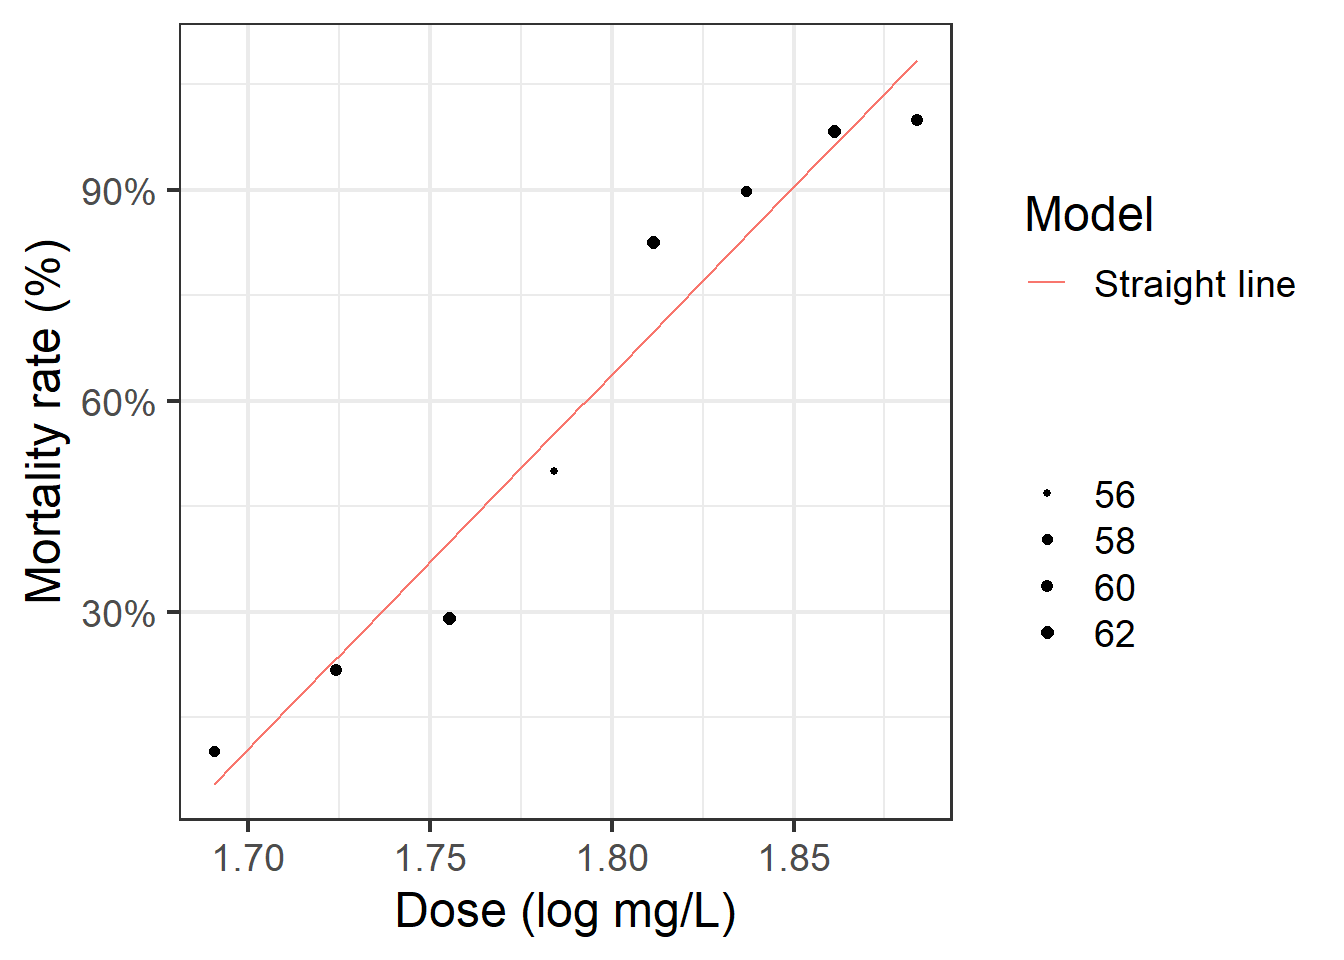 90%
60%
30%
Mortality rate (%)
1.70
1.75
1.80
1.85
Dose (log mg/L)
Model
Straight line
56
58
60
62